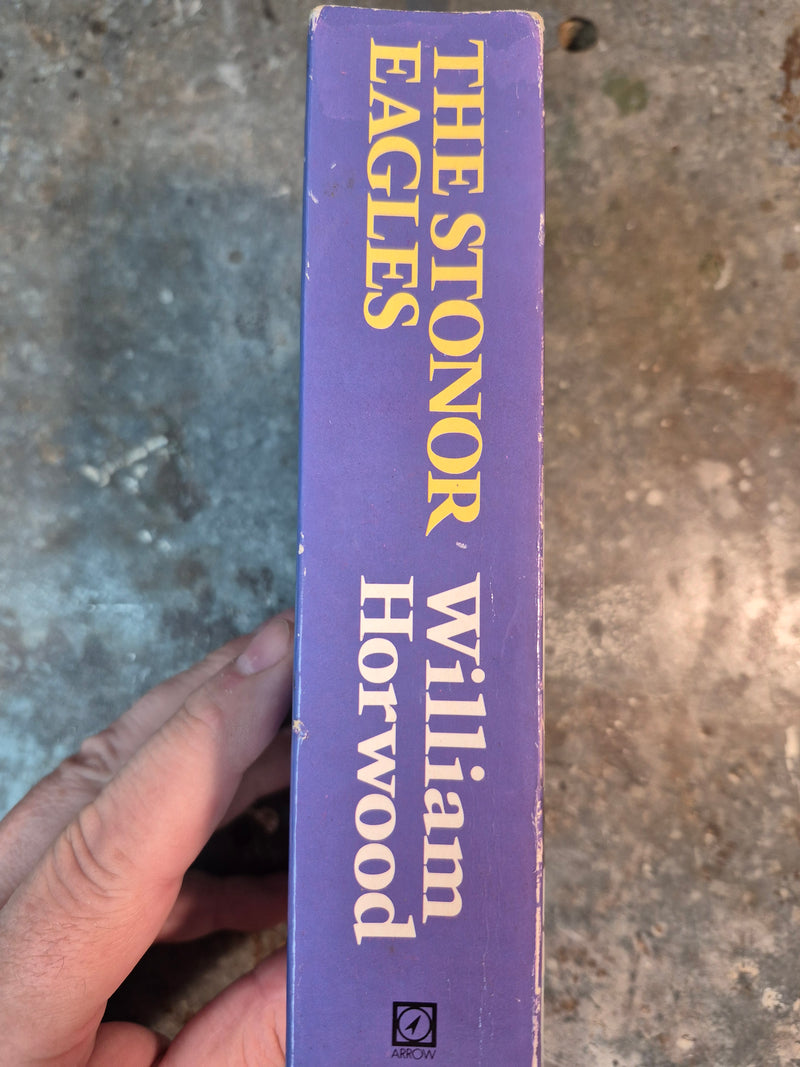 THE STONOR
EAGLES
William
Horwood
ARROW